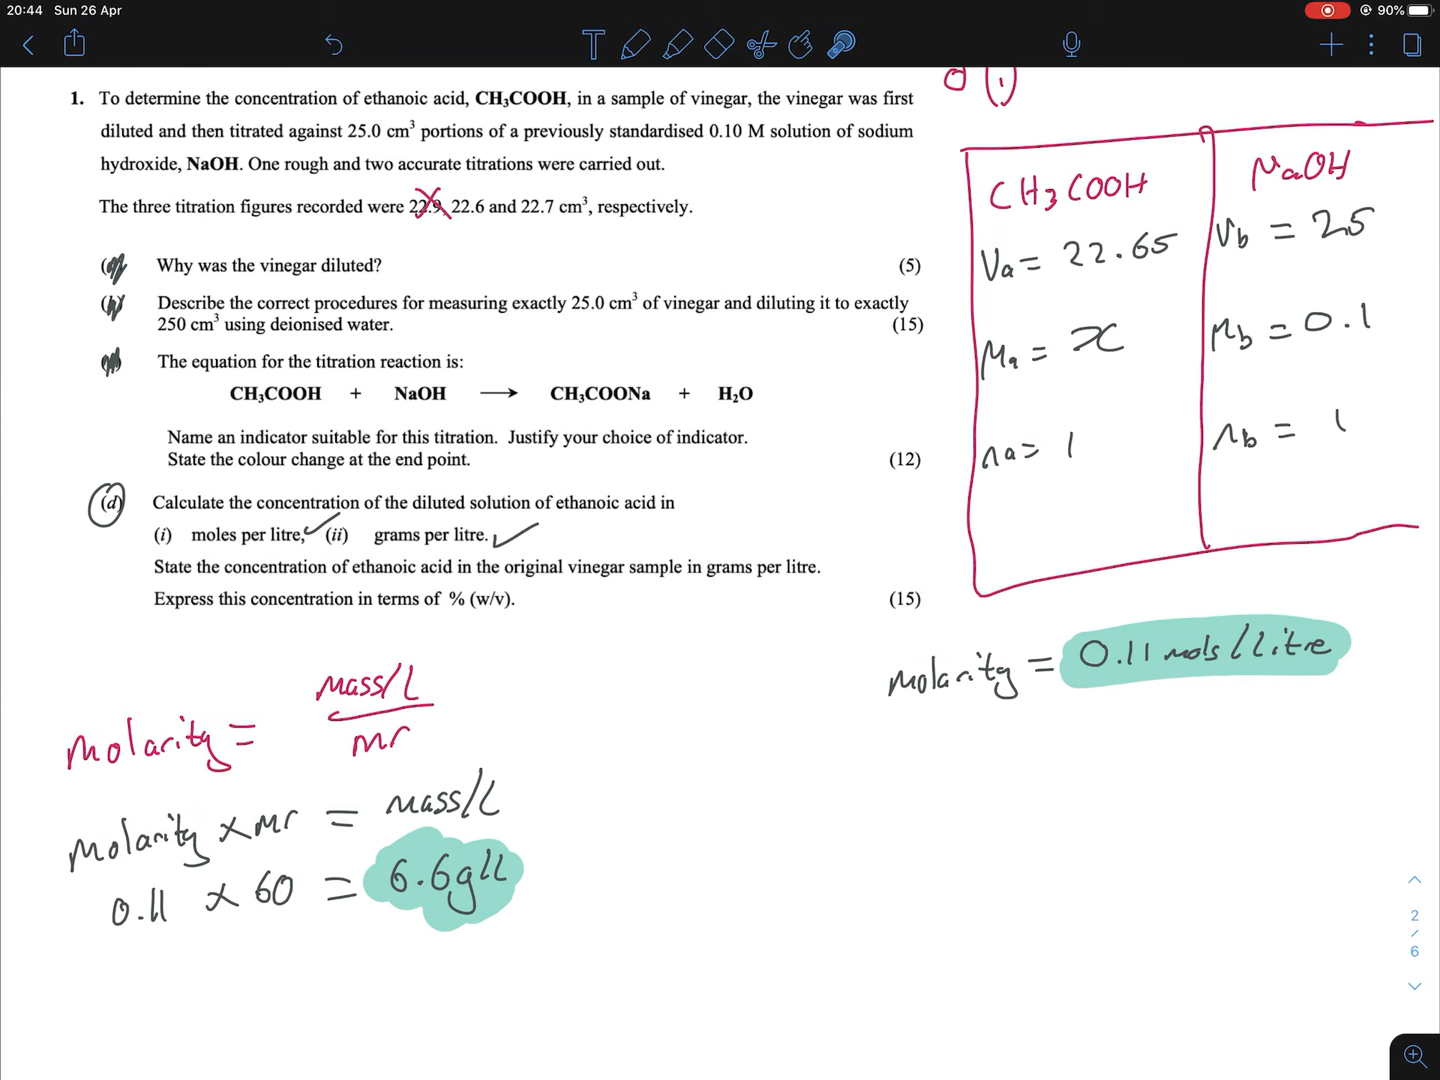 20:44 Sun 26 Apr
90%
1. To determine the concentration of ethanoic acid, CH₃COOH, in a sample of vinegar, the vinegar was first
diluted and then titrated against 25.0 cm³ portions of a previously standardised 0.10 M solution of sodium
hydroxide, NaOH. One rough and two accurate titrations were carried out.
The three titration figures recorded were 22.9, 22.6 and 22.7 cm³, respectively.
Why was the vinegar diluted? (5)
(b) Describe the correct procedures for measuring exactly 25.0 cm³ of vinegar and diluting it to exactly
250 cm³ using deionised water. (15)
The equation for the titration reaction is:
CH₃COOH + NaOH ⟶ CH₃COONa + H₂O
Name an indicator suitable for this titration. Justify your choice of indicator.
State the colour change at the end point. (12)
(d) Calculate the concentration of the diluted solution of ethanoic acid in
(i) moles per litre, (ii) grams per litre.
State the concentration of ethanoic acid in the original vinegar sample in grams per litre.
Express this concentration in terms of % (w/v). (15)
(i)
CH3COOH NaOH
Va = 22.65 Vb = 25
Ma = x Mb = 0.1
na = 1 nb = 1
molarity = 0.11 mols/Litre
molarity = mass/L
mr
molarity x mr = mass/L
0.11 x 60 = 6.6g/L
2
/
6